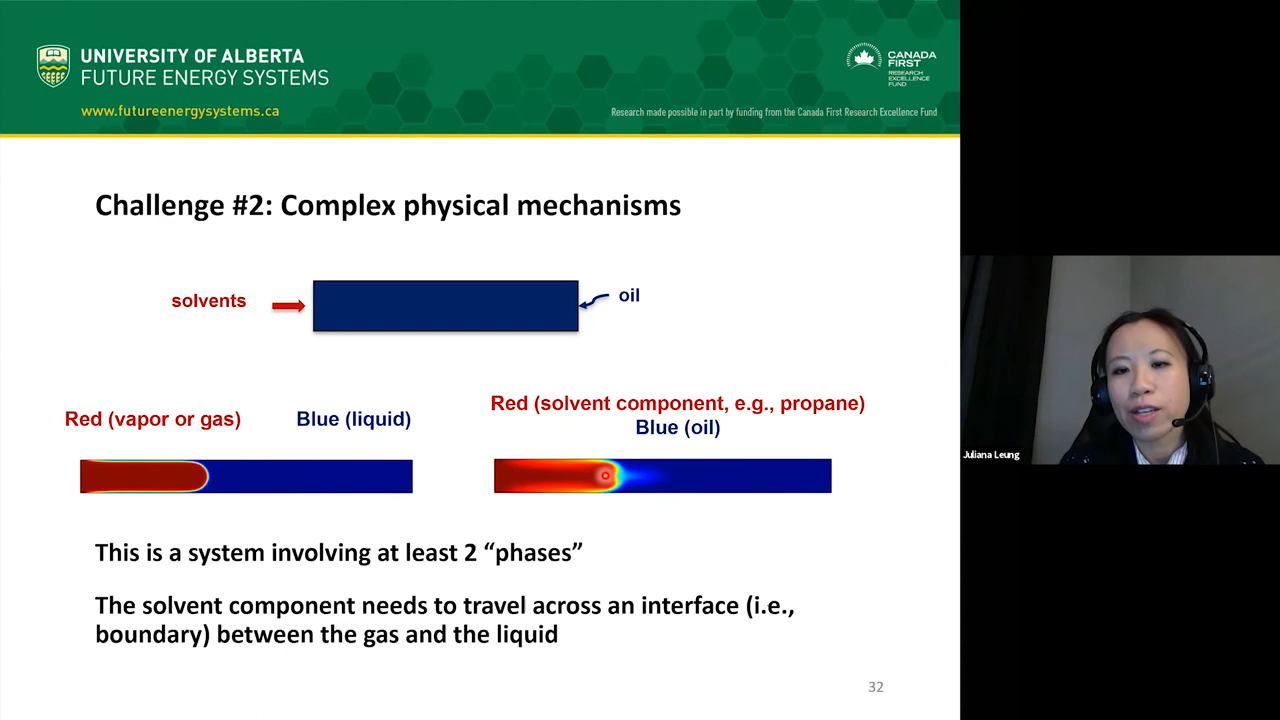 UNIVERSITY OF ALBERTA
FUTURE ENERGY SYSTEMS
www.futureenergysystems.ca
CANADA
FIRST
RESEARCH
EXCELLENCE
FUND
Research made possible in part by funding from the Canada First Research Excellence Fund
Challenge #2: Complex physical mechanisms
solvents
oil
Red (vapor or gas)
Blue (liquid)
Red (solvent component, e.g., propane)
Blue (oil)
This is a system involving at least 2 “phases”
The solvent component needs to travel across an interface (i.e.,
boundary) between the gas and the liquid
32
Juliana Leung